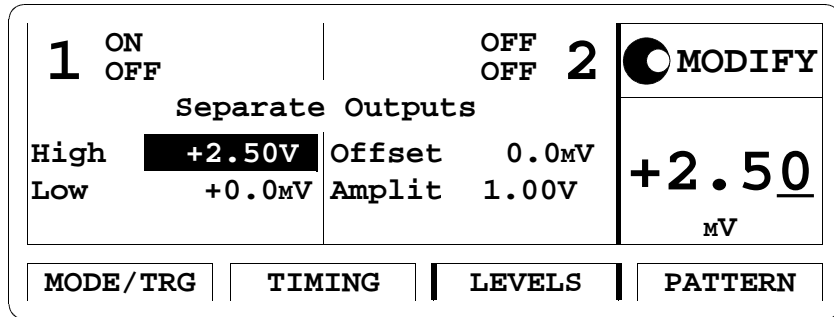 1 ON OFF 2 MODIFY
OFF OFF
Separate Outputs
High +2.50V Offset 0.0MV
Low +0.0MV Amplit 1.00V
+2.50
MV
MODE/TRG TIMING LEVELS PATTERN